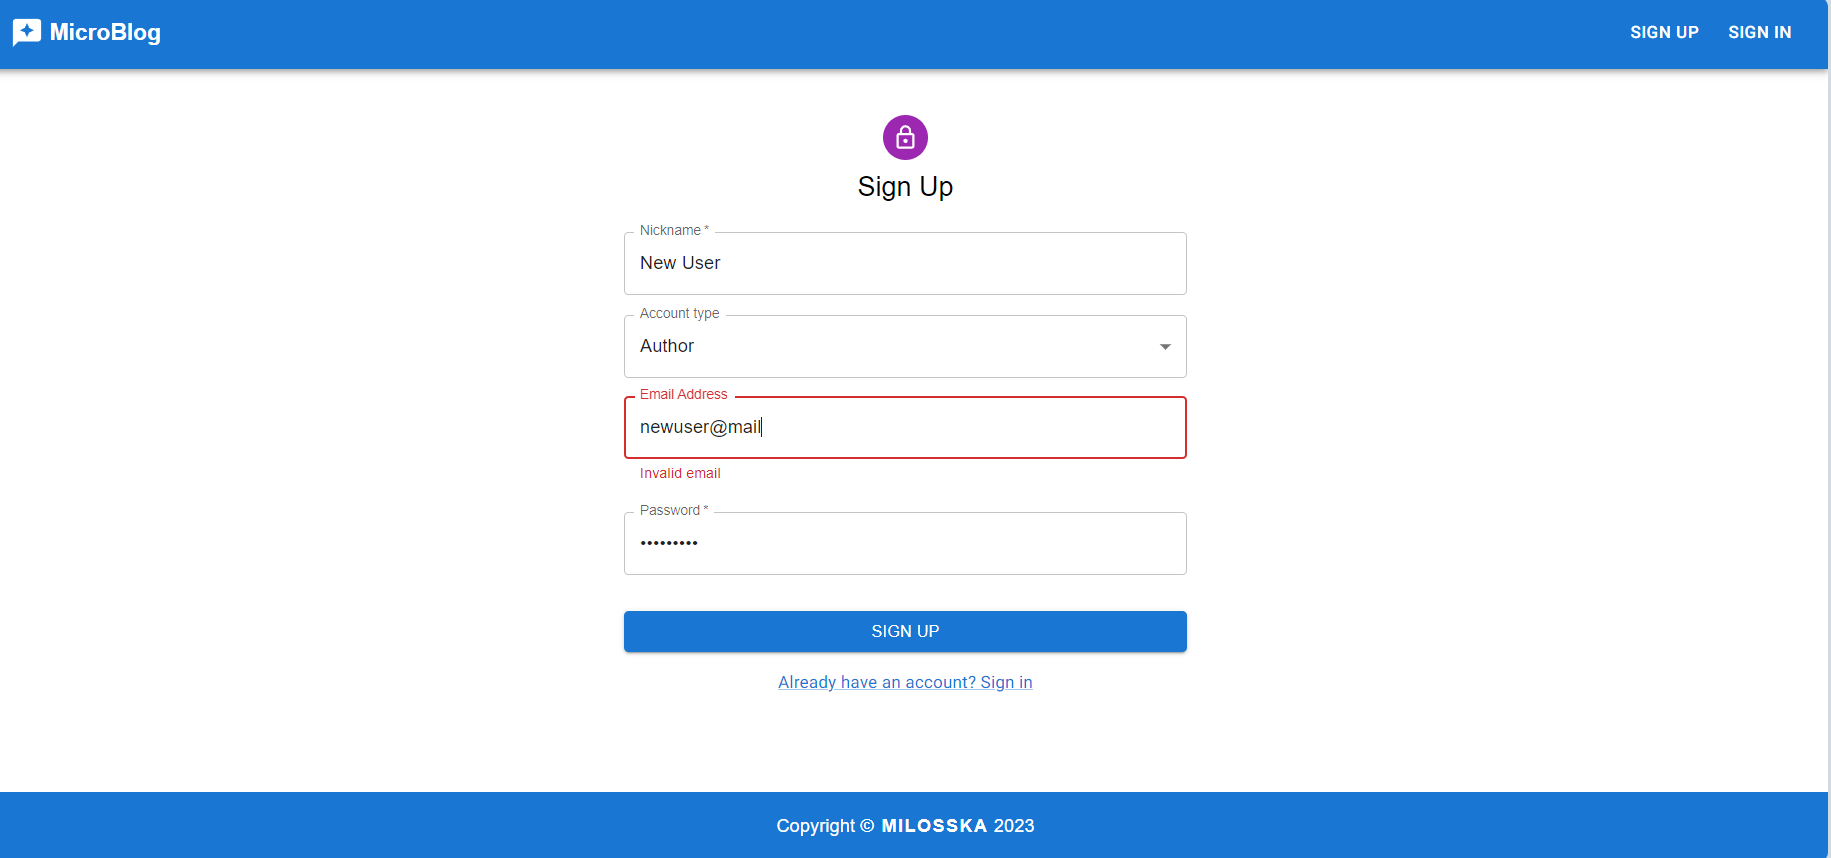 MicroBlog
SIGN UP SIGN IN
Sign Up
Nickname *
New User
Account type
Author
Email Address
newuser@mail
Invalid email
Password *
•••••••••
SIGN UP
Already have an account? Sign in
Copyright © MILOSSKA 2023